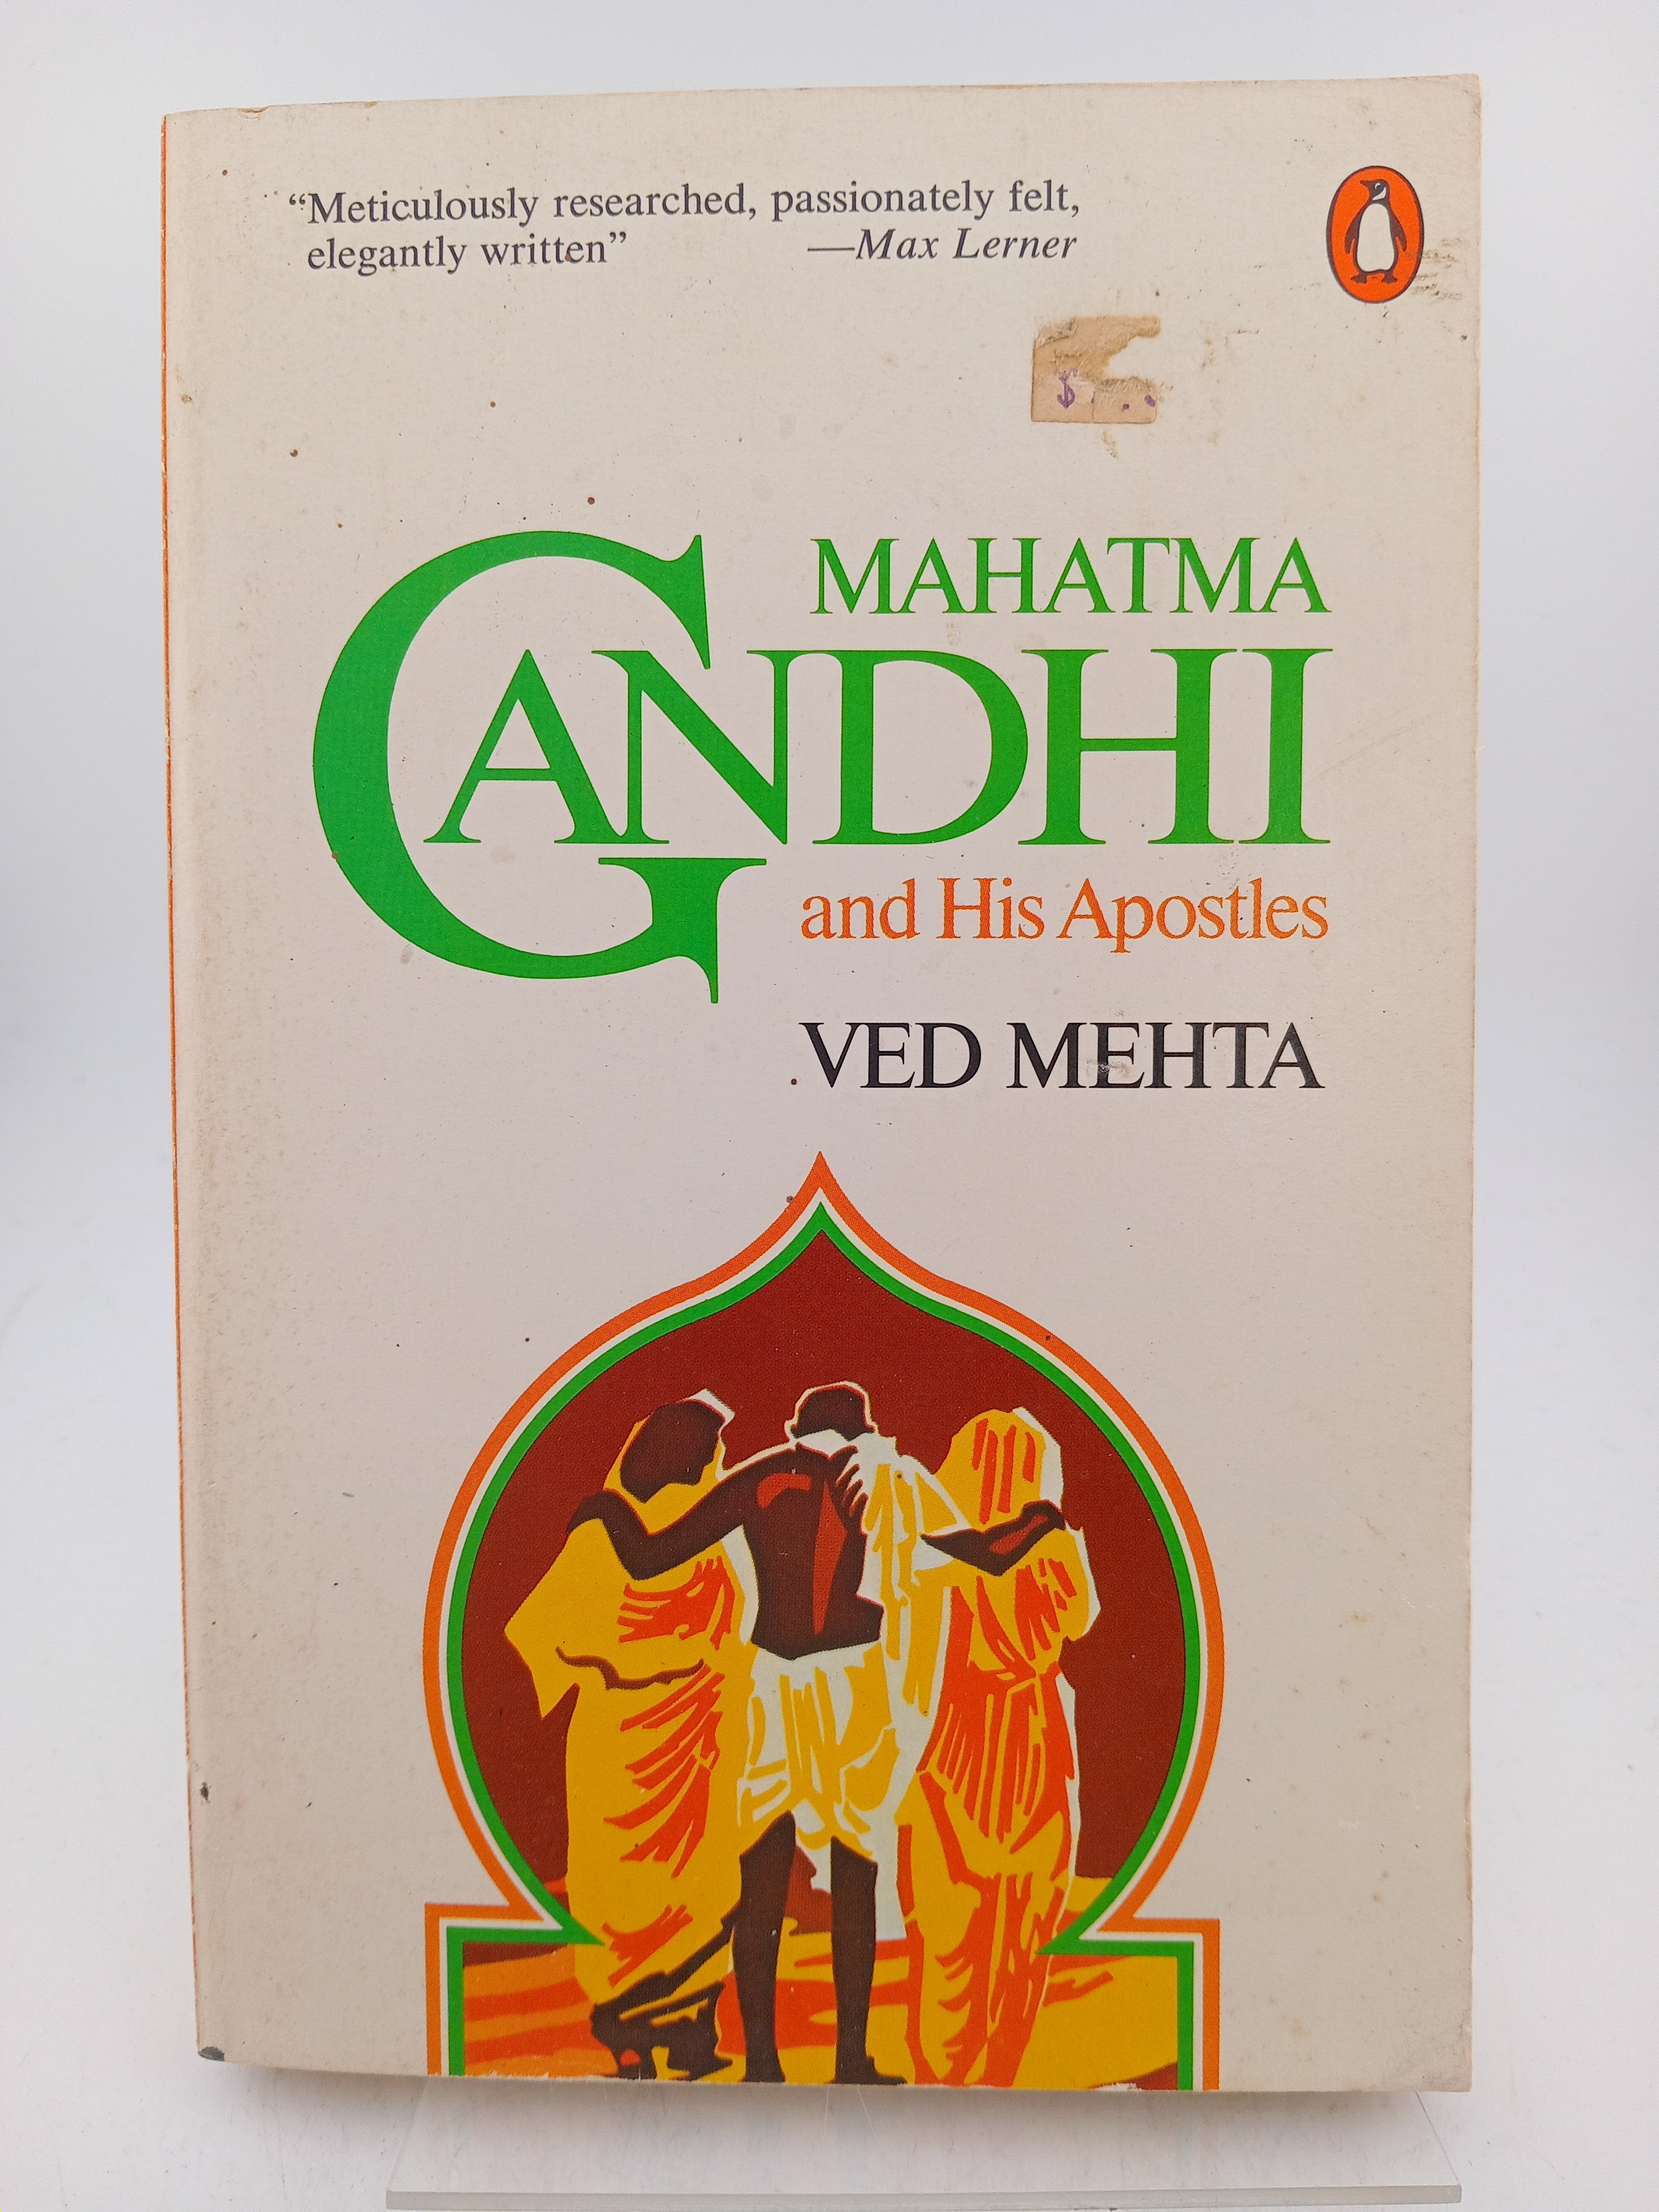 “Meticulously researched, passionately felt,
elegantly written” —Max Lerner
$
MAHATMA
GANDHI
and His Apostles
VED MEHTA